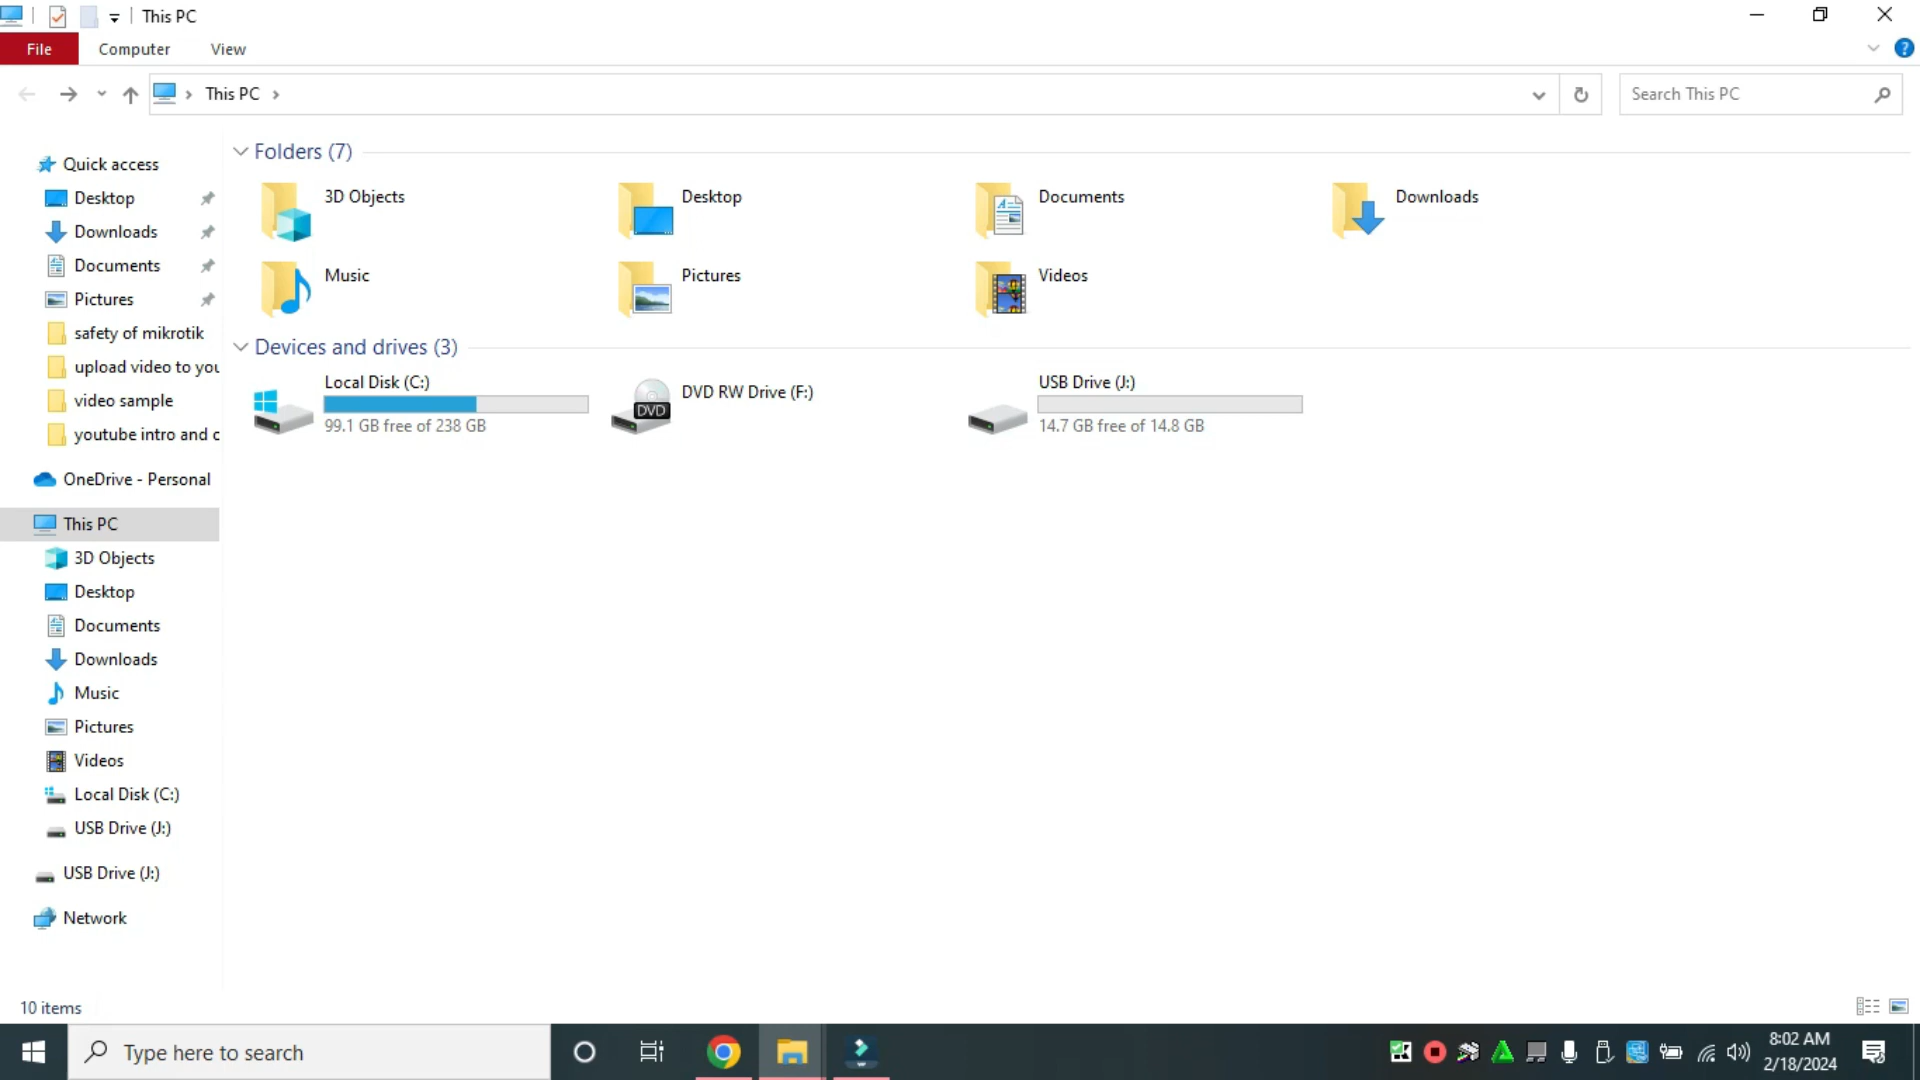 This PC
File
Computer
View
This PC
Search This PC
Quick access
Desktop
Downloads
Documents
Pictures
safety of mikrotik
upload video to you
video sample
youtube intro and c
OneDrive - Personal
This PC
3D Objects
Desktop
Documents
Downloads
Music
Pictures
Videos
Local Disk (C:)
USB Drive (J:)
USB Drive (J:)
Network
Folders (7)
3D Objects
Desktop
Documents
Downloads
Music
Pictures
Videos
Devices and drives (3)
Local Disk (C:)
99.1 GB free of 238 GB
DVD
DVD RW Drive (F:)
USB Drive (J:)
14.7 GB free of 14.8 GB
10 items
Type here to search
8:02 AM
2/18/2024